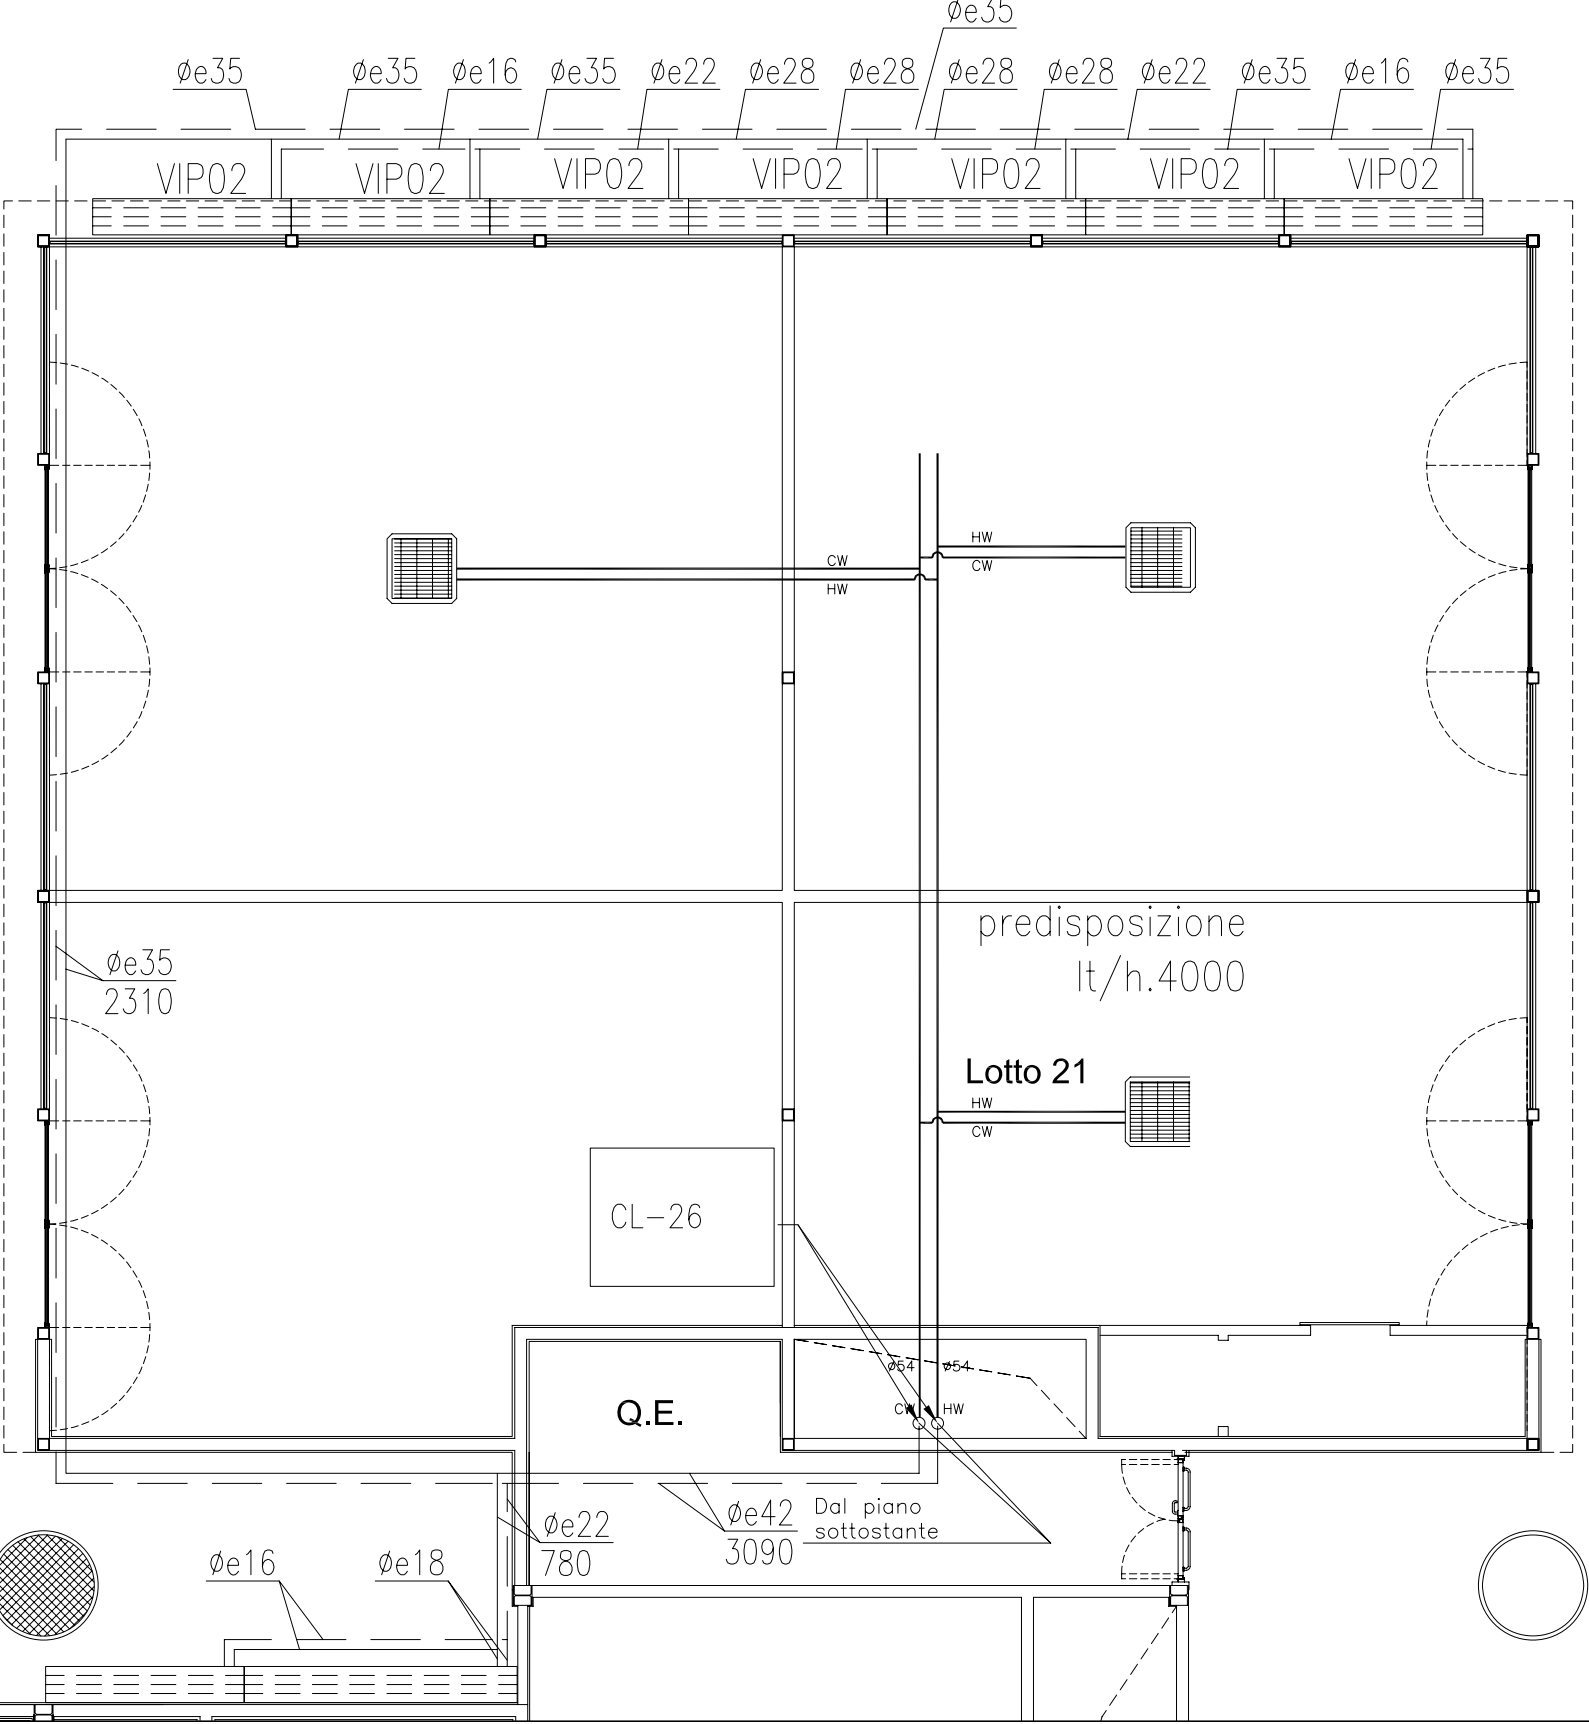 Øe35
Øe35 Øe35 Øe16 Øe35 Øe22 Øe28 Øe28 Øe28 Øe28 Øe22 Øe35 Øe16 Øe35
VIP02 VIP02 VIP02 VIP02 VIP02 VIP02 VIP02
HW
CW CW
HW
predisposizione
lt/h.4000
Øe35
2310
Lotto 21
HW
CW
CL-26
Ø54 Ø54
Q.E.
CW HW
Øe22
780
Øe42
3090
Dal piano
sottostante
Øe16 Øe18